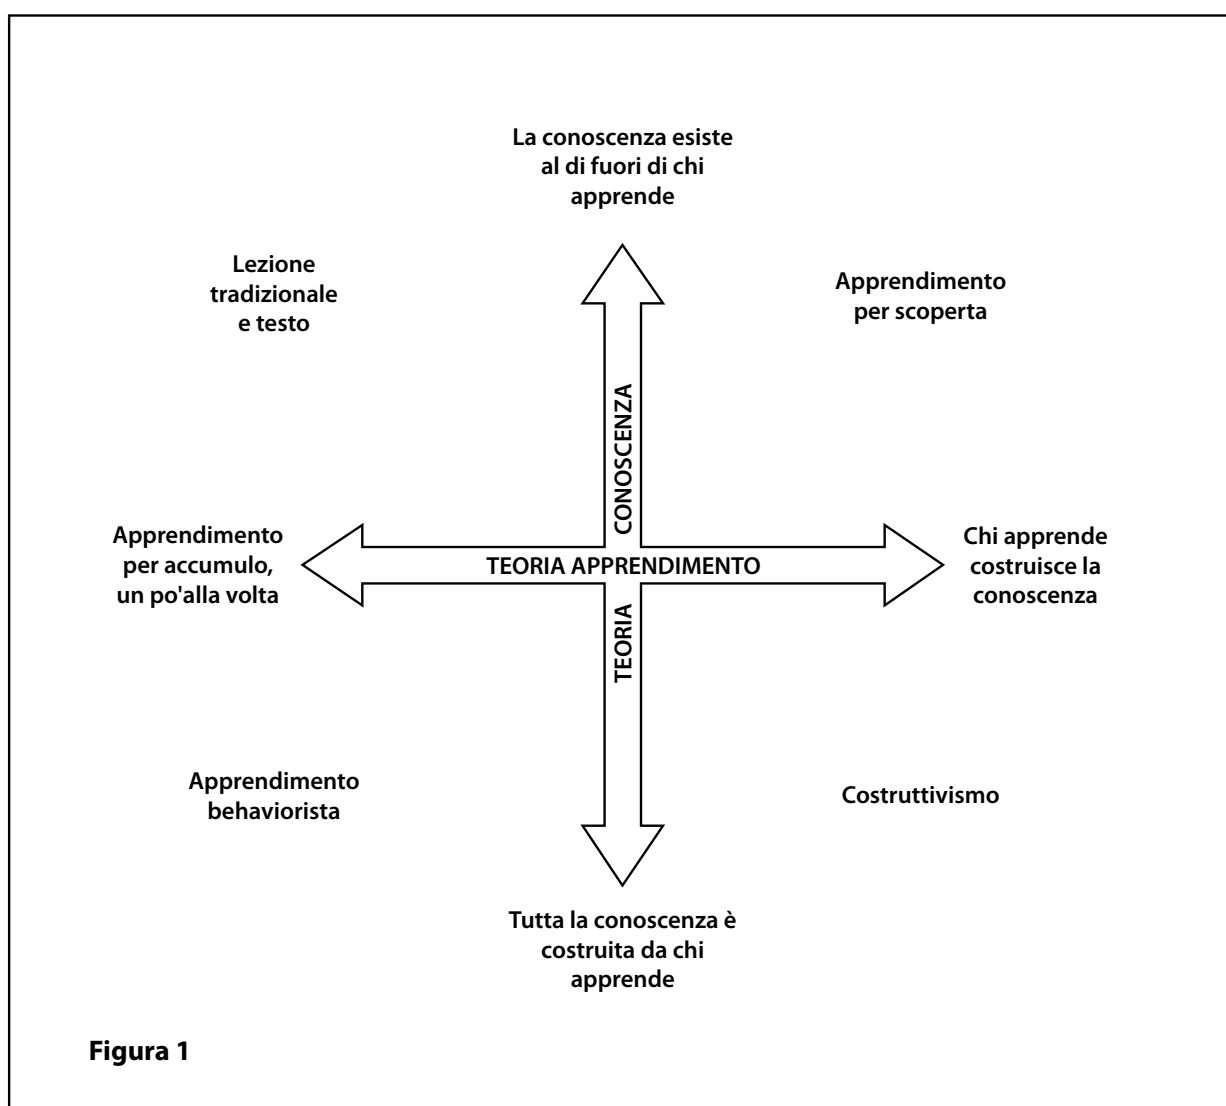 La conoscenza esiste
al di fuori di chi
apprende
Lezione
tradizionale
e testo
Apprendimento
per scoperta
CONOSCENZA
Apprendimento
per accumulo,
un po'alla volta
TEORIA APPRENDIMENTO
Chi apprende
costruisce la
conoscenza
TEORIA
Apprendimento
behaviorista
Costruttivismo
Tutta la conoscenza è
costruita da chi
apprende
Figura 1